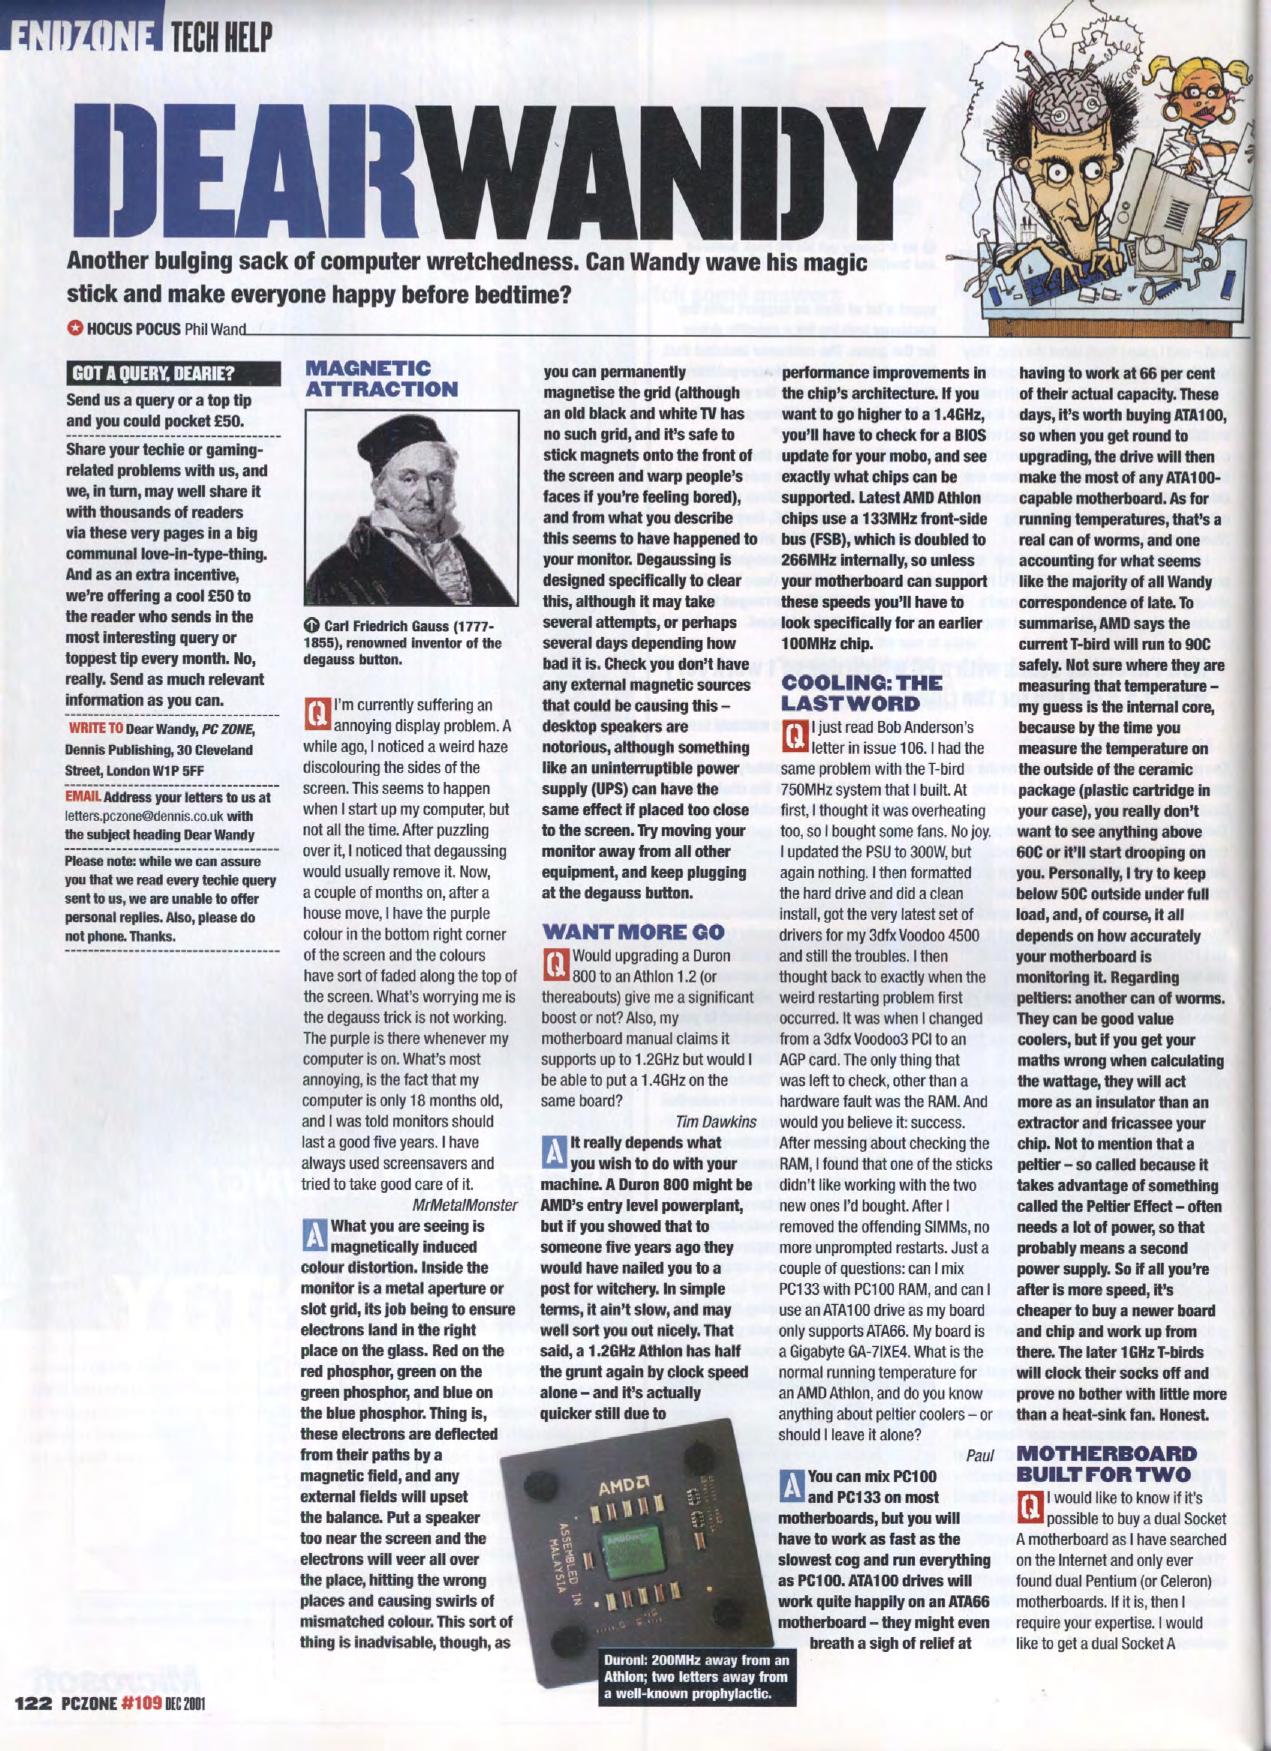 ENDZONE TECH HELP
DEARWANDY
Another bulging sack of computer wretchedness. Can Wandy wave his magic
stick and make everyone happy before bedtime?
HOCUS POCUS Phil Wand
GOT A QUERY, DEARIE?
Send us a query or a top tip
and you could pocket £50.
Share your techie or gaming-
related problems with us, and
we, in turn, may well share it
with thousands of readers
via these very pages in a big
communal love-in-type-thing.
And as an extra incentive,
we're offering a cool £50 to
the reader who sends in the
most interesting query or
toppest tip every month. No,
really. Send as much relevant
information as you can.
WRITE TO Dear Wandy, PC ZONE,
Dennis Publishing, 30 Cleveland
Street, London W1P 5FF
EMAIL Address your letters to us at
letters.pczone@dennis.co.uk with
the subject heading Dear Wandy
Please note: while we can assure
you that we read every techie query
sent to us, we are unable to offer
personal replies. Also, please do
not phone. Thanks.
MAGNETIC
ATTRACTION
Carl Friedrich Gauss (1777-
1855), renowned inventor of the
degauss button.
Q I'm currently suffering an
annoying display problem. A
while ago, I noticed a weird haze
discolouring the sides of the
screen. This seems to happen
when I start up my computer, but
not all the time. After puzzling
over it, I noticed that degaussing
would usually remove it. Now,
a couple of months on, after a
house move, I have the purple
colour in the bottom right corner
of the screen and the colours
have sort of faded along the top of
the screen. What's worrying me is
the degauss trick is not working.
The purple is there whenever my
computer is on. What's most
annoying, is the fact that my
computer is only 18 months old,
and I was told monitors should
last a good five years. I have
always used screensavers and
tried to take good care of it.
MrMetalMonster
A What you are seeing is
magnetically induced
colour distortion. Inside the
monitor is a metal aperture or
slot grid, its job being to ensure
electrons land in the right
place on the glass. Red on the
red phosphor, green on the
green phosphor, and blue on
the blue phosphor. Thing is,
these electrons are deflected
from their paths by a
magnetic field, and any
external fields will upset
the balance. Put a speaker
too near the screen and the
electrons will veer all over
the place, hitting the wrong
places and causing swirls of
mismatched colour. This sort of
thing is inadvisable, though, as
you can permanently
magnetise the grid (although
an old black and white TV has
no such grid, and it's safe to
stick magnets onto the front of
the screen and warp people's
faces if you're feeling bored),
and from what you describe
this seems to have happened to
your monitor. Degaussing is
designed specifically to clear
this, although it may take
several attempts, or perhaps
several days depending how
bad it is. Check you don't have
any external magnetic sources
that could be causing this –
desktop speakers are
notorious, although something
like an uninterruptible power
supply (UPS) can have the
same effect if placed too close
to the screen. Try moving your
monitor away from all other
equipment, and keep plugging
at the degauss button.
WANT MORE GO
Q Would upgrading a Duron
800 to an Athlon 1.2 (or
thereabouts) give me a significant
boost or not? Also, my
motherboard manual claims it
supports up to 1.2GHz but would I
be able to put a 1.4GHz on the
same board?
Tim Dawkins
A It really depends what
you wish to do with your
machine. A Duron 800 might be
AMD's entry level powerplant,
but if you showed that to
someone five years ago they
would have nailed you to a
post for witchery. In simple
terms, it ain't slow, and may
well sort you out nicely. That
said, a 1.2GHz Athlon has half
the grunt again by clock speed
alone – and it's actually
quicker still due to
AMD
ASSEMBLED IN
MALAYSIA
Duron!: 200MHz away from an
Athlon; two letters away from
a well-known prophylactic.
performance improvements in
the chip's architecture. If you
want to go higher to a 1.4GHz,
you'll have to check for a BIOS
update for your mobo, and see
exactly what chips can be
supported. Latest AMD Athlon
chips use a 133MHz front-side
bus (FSB), which is doubled to
266MHz internally, so unless
your motherboard can support
these speeds you'll have to
look specifically for an earlier
100MHz chip.
COOLING: THE
LAST WORD
Q I just read Bob Anderson's
letter in issue 106. I had the
same problem with the T-bird
750MHz system that I built. At
first, I thought it was overheating
too, so I bought some fans. No joy.
I updated the PSU to 300W, but
again nothing. I then formatted
the hard drive and did a clean
install, got the very latest set of
drivers for my 3dfx Voodoo 4500
and still the troubles. I then
thought back to exactly when the
weird restarting problem first
occurred. It was when I changed
from a 3dfx Voodoo3 PCI to an
AGP card. The only thing that
was left to check, other than a
hardware fault was the RAM. And
would you believe it: success.
After messing about checking the
RAM, I found that one of the sticks
didn't like working with the two
new ones I'd bought. After I
removed the offending SIMMs, no
more unprompted restarts. Just a
couple of questions: can I mix
PC133 with PC100 RAM, and can I
use an ATA100 drive as my board
only supports ATA66. My board is
a Gigabyte GA-7IXE4. What is the
normal running temperature for
an AMD Athlon, and do you know
anything about peltier coolers – or
should I leave it alone?
Paul
A You can mix PC100
and PC133 on most
motherboards, but you will
have to work as fast as the
slowest cog and run everything
as PC100. ATA100 drives will
work quite happily on an ATA66
motherboard – they might even
breath a sigh of relief at
having to work at 66 per cent
of their actual capacity. These
days, it's worth buying ATA100,
so when you get round to
upgrading, the drive will then
make the most of any ATA100-
capable motherboard. As for
running temperatures, that's a
real can of worms, and one
accounting for what seems
like the majority of all Wandy
correspondence of late. To
summarise, AMD says the
current T-bird will run to 90C
safely. Not sure where they are
measuring that temperature –
my guess is the internal core,
because by the time you
measure the temperature on
the outside of the ceramic
package (plastic cartridge in
your case), you really don't
want to see anything above
60C or it'll start drooping on
you. Personally, I try to keep
below 50C outside under full
load, and, of course, it all
depends on how accurately
your motherboard is
monitoring it. Regarding
peltiers: another can of worms.
They can be good value
coolers, but if you get your
maths wrong when calculating
the wattage, they will act
more as an insulator than an
extractor and fricassee your
chip. Not to mention that a
peltier – so called because it
takes advantage of something
called the Peltier Effect – often
needs a lot of power, so that
probably means a second
power supply. So if all you're
after is more speed, it's
cheaper to buy a newer board
and chip and work up from
there. The later 1GHz T-birds
will clock their socks off and
prove no bother with little more
than a heat-sink fan. Honest.
MOTHERBOARD
BUILT FOR TWO
Q I would like to know if it's
possible to buy a dual Socket
A motherboard as I have searched
on the Internet and only ever
found dual Pentium (or Celeron)
motherboards. If it is, then I
require your expertise. I would
like to get a dual Socket A
122 PCZONE #109 DEC 2001